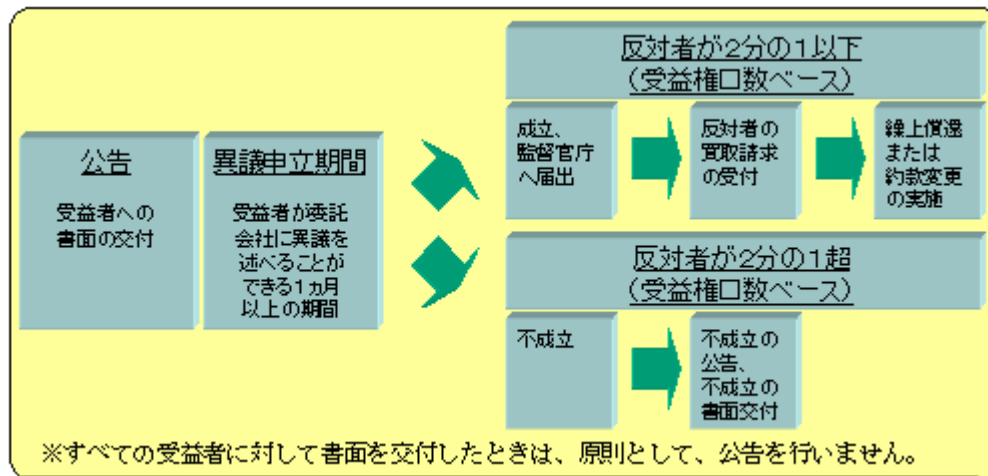 公告
受益者への
書面の交付
異議申立期間
受益者が委託
会社に異議を
述べることが
できる1ヵ月
以上の期間
反対者が2分の1以下
(受益権口数ベース)
成立、
監督官庁
へ届出
反対者の
買取請求
の受付
繰上償還
または
約款変更
の実施
反対者が2分の1超
(受益権口数ベース)
不成立
不成立の
公告、
不成立の
書面交付
※すべての受益者に対して書面を交付したときは、原則として、公告を行いません。